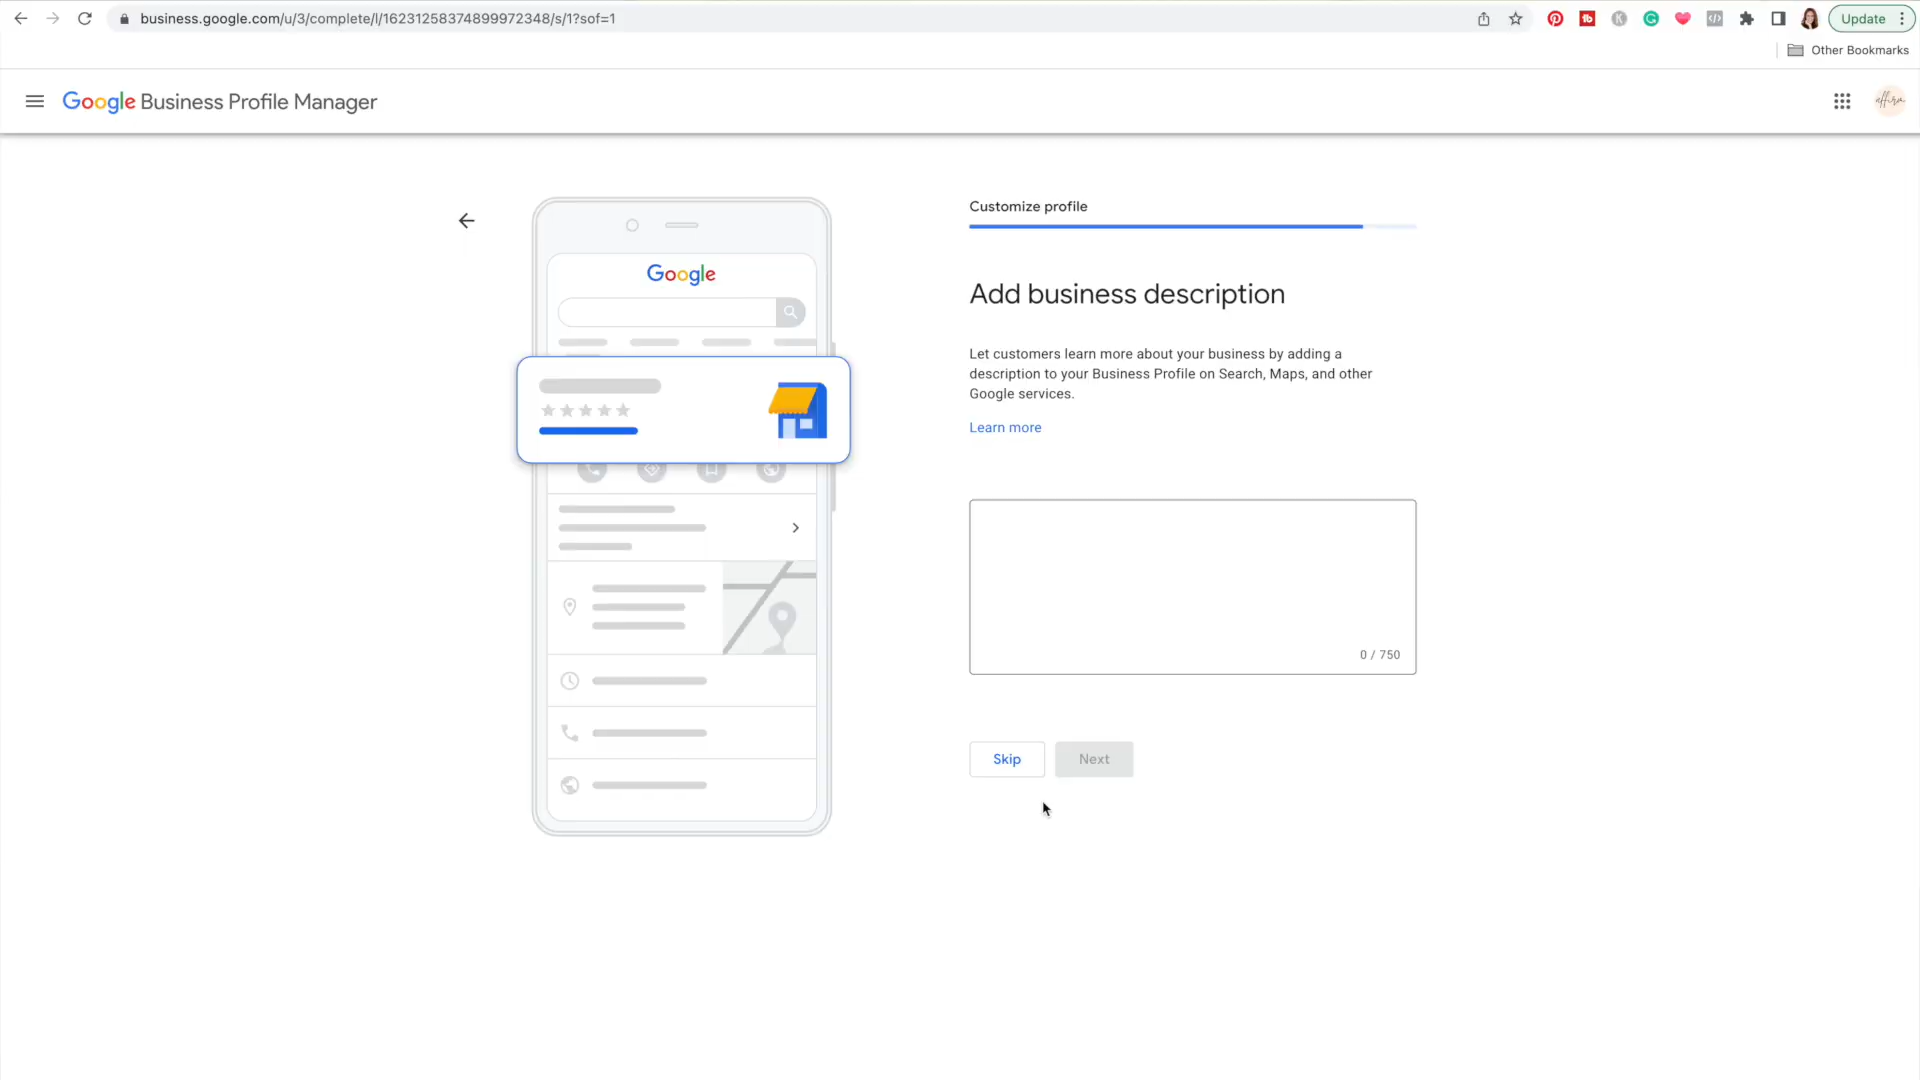 business.google.com/u/3/complete/l/16231258374899972348/s/1?sof=1
Update
Other Bookmarks
Google Business Profile Manager
affirm
Google
Customize profile
Add business description
Let customers learn more about your business by adding a
description to your Business Profile on Search, Maps, and other
Google services.
Learn more
0 / 750
Skip
Next